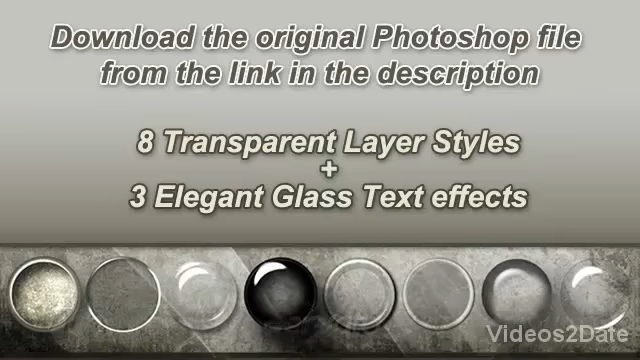 Download the original Photoshop file
from the link in the description
8 Transparent Layer Styles
+
3 Elegant Glass Text effects
Videos2Date